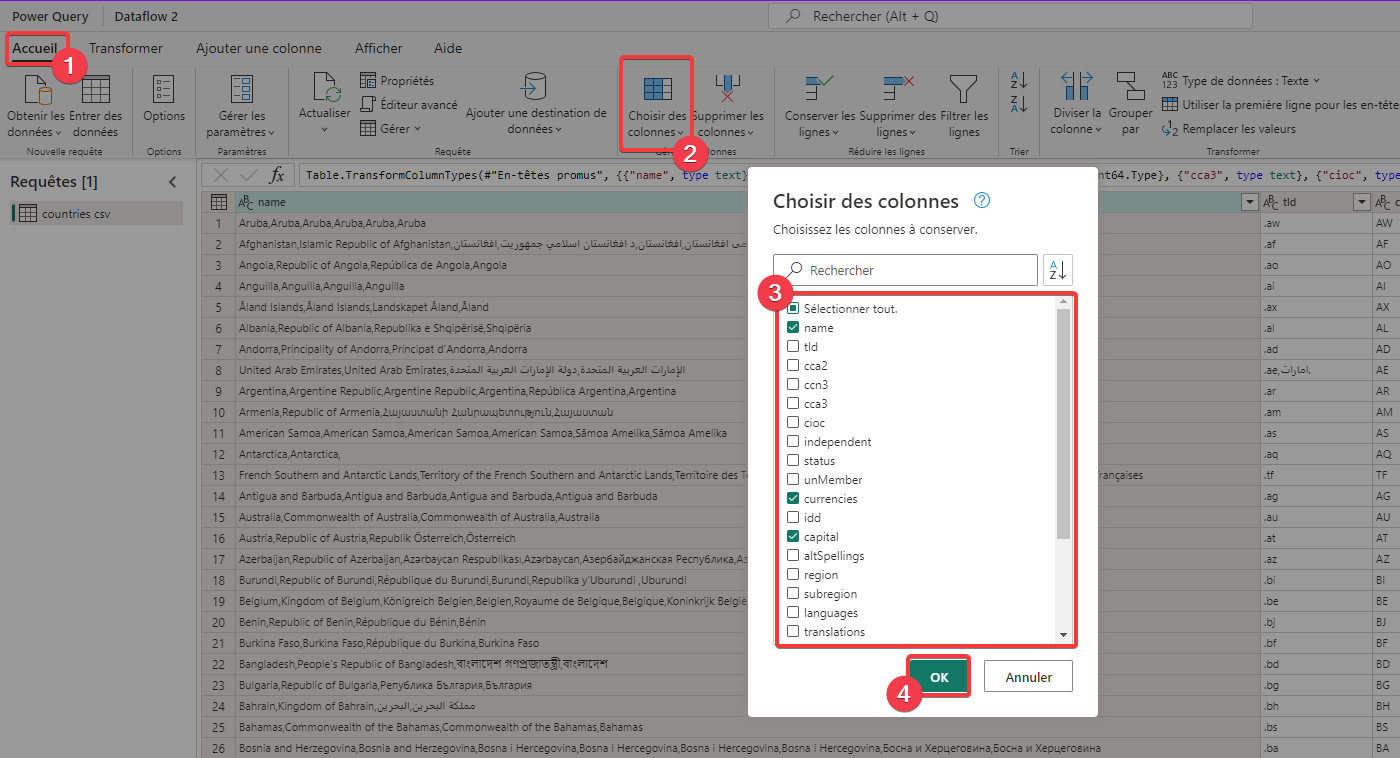 Power Query
Dataflow 2
Rechercher (Alt + Q)
Accueil
Transformer
Ajouter une colonne
Afficher
Aide
1
Obtenir des données
Entrer des données
Nouvelle requête
Options
Options
Gérer les paramètres
Paramètres
Actualiser
Propriétés
Éditeur avancé
Gérer
Ajouter une destination de données
Requête
Choisir des colonnes
Supprimer les colonnes
2
Conserver les lignes
Supprimer des lignes
Filtrer les lignes
Réduire les lignes
Trier
Diviser la colonne
Grouper par
Type de données : Texte
Utiliser la première ligne pour les en-tête
Remplacer les valeurs
Transformer
Requêtes [1]
countries csv
fx
Table.TransformColumnTypes(#"En-têtes promus", {{"name", type text}
nt64.Type}, {"cca3", type text}, {"cioc", type
name
tld
1 Aruba,Aruba,Aruba,Aruba,Aruba,Aruba .aw AW
2 Afghanistan,Islamic Republic of Afghanistan, .af AF
3 Angola,Republic of Angola,República de Angola,Angola .ao AO
4 Anguilla,Anguilla,Anguilla,Anguilla .ai AI
5 Åland Islands,Åland Islands,Landskapet Åland,Åland .ax AX
6 Albania,Republic of Albania,Republika e Shqipërisë,Shqipëria .al AL
7 Andorra,Principality of Andorra,Principat d'Andorra,Andorra .ad AD
8 United Arab Emirates,United Arab Emirates,دولة الإمارات العربية المتحدة,الإمارات العربية المتحدة .ae,امارات. AE
9 Argentina,Argentine Republic,Argentine Republic,Argentina,República Argentina,Argentina .ar AR
10 Armenia,Republic of Armenia,Հայաստանի Հանրապետություն,Հայաստան .am AM
11 American Samoa,American Samoa,American Samoa,American Samoa,Sāmoa Amelika,Sāmoa Amelika .as AS
12 Antarctica,Antarctica, .aq AQ
13 French Southern and Antarctic Lands,Territory of the French Southern and Antarctic Lands,Territoire des T rançaises .tf TF
14 Antigua and Barbuda,Antigua and Barbuda,Antigua and Barbuda,Antigua and Barbuda .ag AG
15 Australia,Commonwealth of Australia,Commonwealth of Australia,Australia .au AU
16 Austria,Republic of Austria,Republik Österreich,Österreich .at AT
17 Azerbaijan,Republic of Azerbaijan,Azərbaycan Respublikası,Azərbaycan,Азербайджанская Республика,Аз .az AZ
18 Burundi,Republic of Burundi,République du Burundi,Burundi,Republika y'Uburundi ,Uburundi .bi BI
19 Belgium,Kingdom of Belgium,Königreich Belgien,Belgien,Royaume de Belgique,Belgique,Koninkrijk België .be BE
20 Benin,Republic of Benin,République du Bénin,Bénin .bj BJ
21 Burkina Faso,Burkina Faso,République du Burkina,Burkina Faso .bf BF
22 Bangladesh,People's Republic of Bangladesh,বাংলাদেশ গণপ্রজাতন্ত্রী,বাংলাদেশ .bd BD
23 Bulgaria,Republic of Bulgaria,Република България,България .bg BG
24 Bahrain,Kingdom of Bahrain,مملكة البحرين,البحرين .bh BH
25 Bahamas,Commonwealth of the Bahamas,Commonwealth of the Bahamas,Bahamas .bs BS
26 Bosnia and Herzegovina,Bosnia and Herzegovina,Bosna i Hercegovina,Bosna i Hercegovina,Bosna i Hercegovina,Bosna i Hercegovina,Босна и Херцеговина,Босна и Херцеговина .ba BA
Choisir des colonnes
Choisissez les colonnes à conserver.
Rechercher
3
Sélectionner tout.
name
tld
cca2
ccn3
cca3
cioc
independent
status
unMember
currencies
idd
capital
altSpellings
region
subregion
languages
translations
4
OK
Annuler